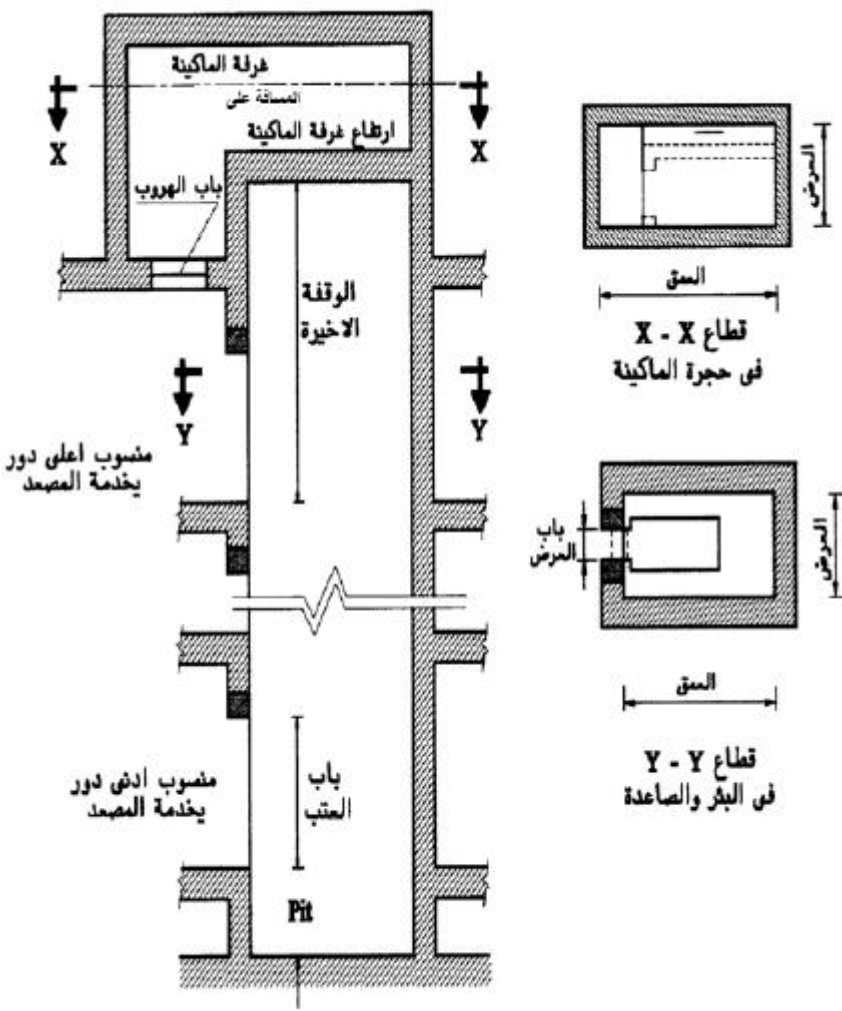 غرفة الماكينة
المسافة على
ارتفاع غرفة الماكينة
X
X
باب الهروب
الوقفة
الاخيرة
Y
Y
منسوب اعلى دور
يخدمة المصعد
منسوب ادنى دور
يخدمة المصعد
باب
العتب
Pit
العرض
العمق
قطاع X - X
فى حجرة الماكينة
باب
العرض
العرض
العمق
قطاع Y - Y
فى البئر والصاعدة